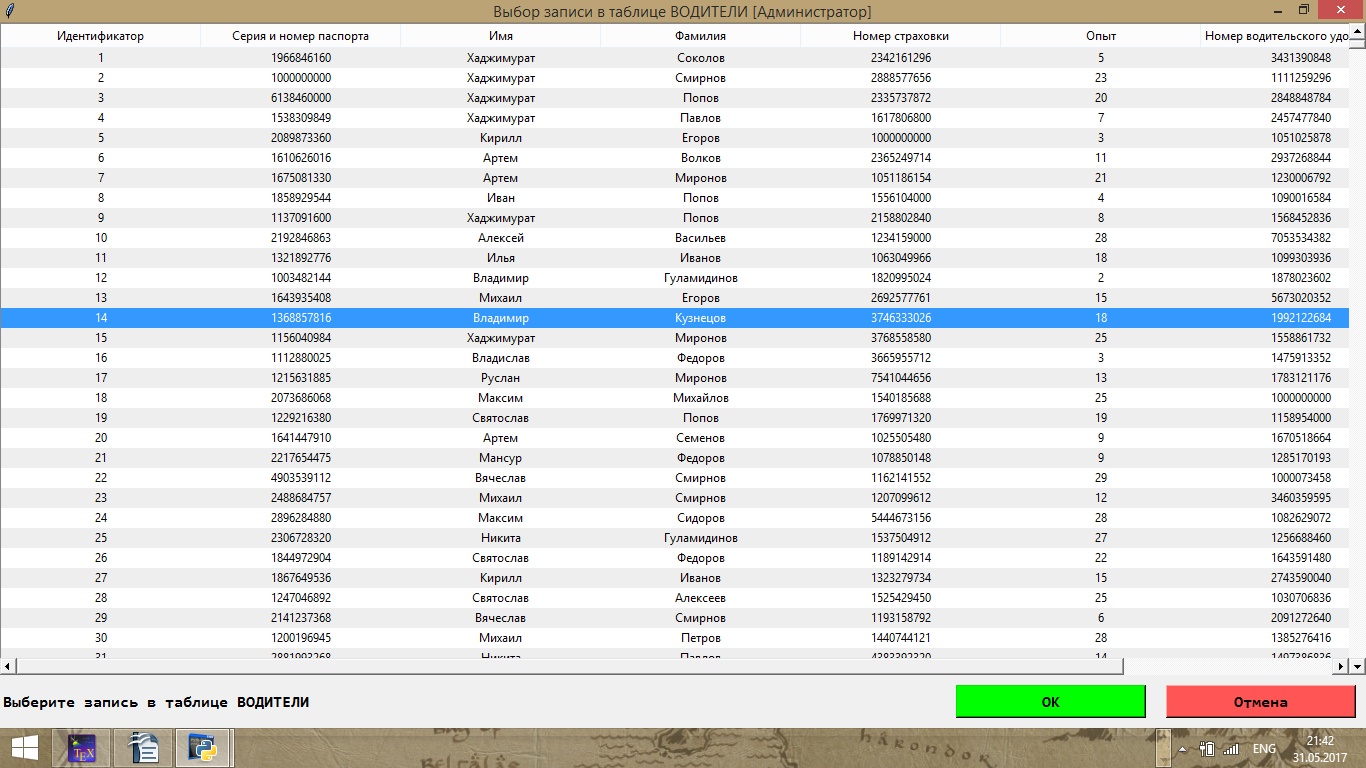 Выбор записи в таблице ВОДИТЕЛИ [Администратор]
Идентификатор Серия и номер паспорта Имя Фамилия Номер страховки Опыт Номер водительского удо
1 1966846160 Хаджимурат Соколов 2342161296 5 3431390848
2 1000000000 Хаджимурат Смирнов 2888577656 23 1111259296
3 6138460000 Хаджимурат Попов 2335737872 20 2848848784
4 1538309849 Хаджимурат Павлов 1617806800 7 2457477840
5 2089873360 Кирилл Егоров 1000000000 3 1051025878
6 1610626016 Артем Волков 2365249714 11 2937268844
7 1675081330 Артем Миронов 1051186154 21 1230006792
8 1858929544 Иван Попов 1556104000 4 1090016584
9 1137091600 Хаджимурат Попов 2158802840 8 1568452836
10 2192846863 Алексей Васильев 1234159000 28 7053534382
11 1321892776 Илья Иванов 1063049966 18 1099303936
12 1003482144 Владимир Гуламидинов 1820995024 2 1878023602
13 1643935408 Михаил Егоров 2692577761 15 5673020352
14 1368857816 Владимир Кузнецов 3746333026 18 1992122684
15 1156040984 Хаджимурат Миронов 3768558580 25 1558861732
16 1112880025 Владислав Федоров 3665955712 3 1475913352
17 1215631885 Руслан Миронов 7541044656 13 1783121176
18 2073686068 Максим Михайлов 1540185688 25 1000000000
19 1229216380 Святослав Попов 1769971320 19 1158954000
20 1641447910 Артем Семенов 1025505480 9 1670518664
21 2217654475 Мансур Федоров 1078850148 9 1285170193
22 4903539112 Вячеслав Смирнов 1162141552 29 1000073458
23 2488684757 Михаил Смирнов 1207099612 12 3460359595
24 2896284880 Максим Сидоров 5444673156 28 1082629072
25 2306728320 Никита Гуламидинов 1537504912 27 1256688460
26 1844972904 Святослав Федоров 1189142914 22 1643591480
27 1867649536 Кирилл Иванов 1323279734 15 2743590040
28 1247046892 Святослав Алексеев 1525429450 25 1030706836
29 2141237368 Вячеслав Смирнов 1193158792 6 2091272640
30 1200196945 Михаил Петров 1440744121 28 1385276416
31 2881993268 Никита Павлов 4383392320 14 1497386836
Выберите запись в таблице ВОДИТЕЛИ ОК Отмена
TEX ENG 21:42
31.05.2017